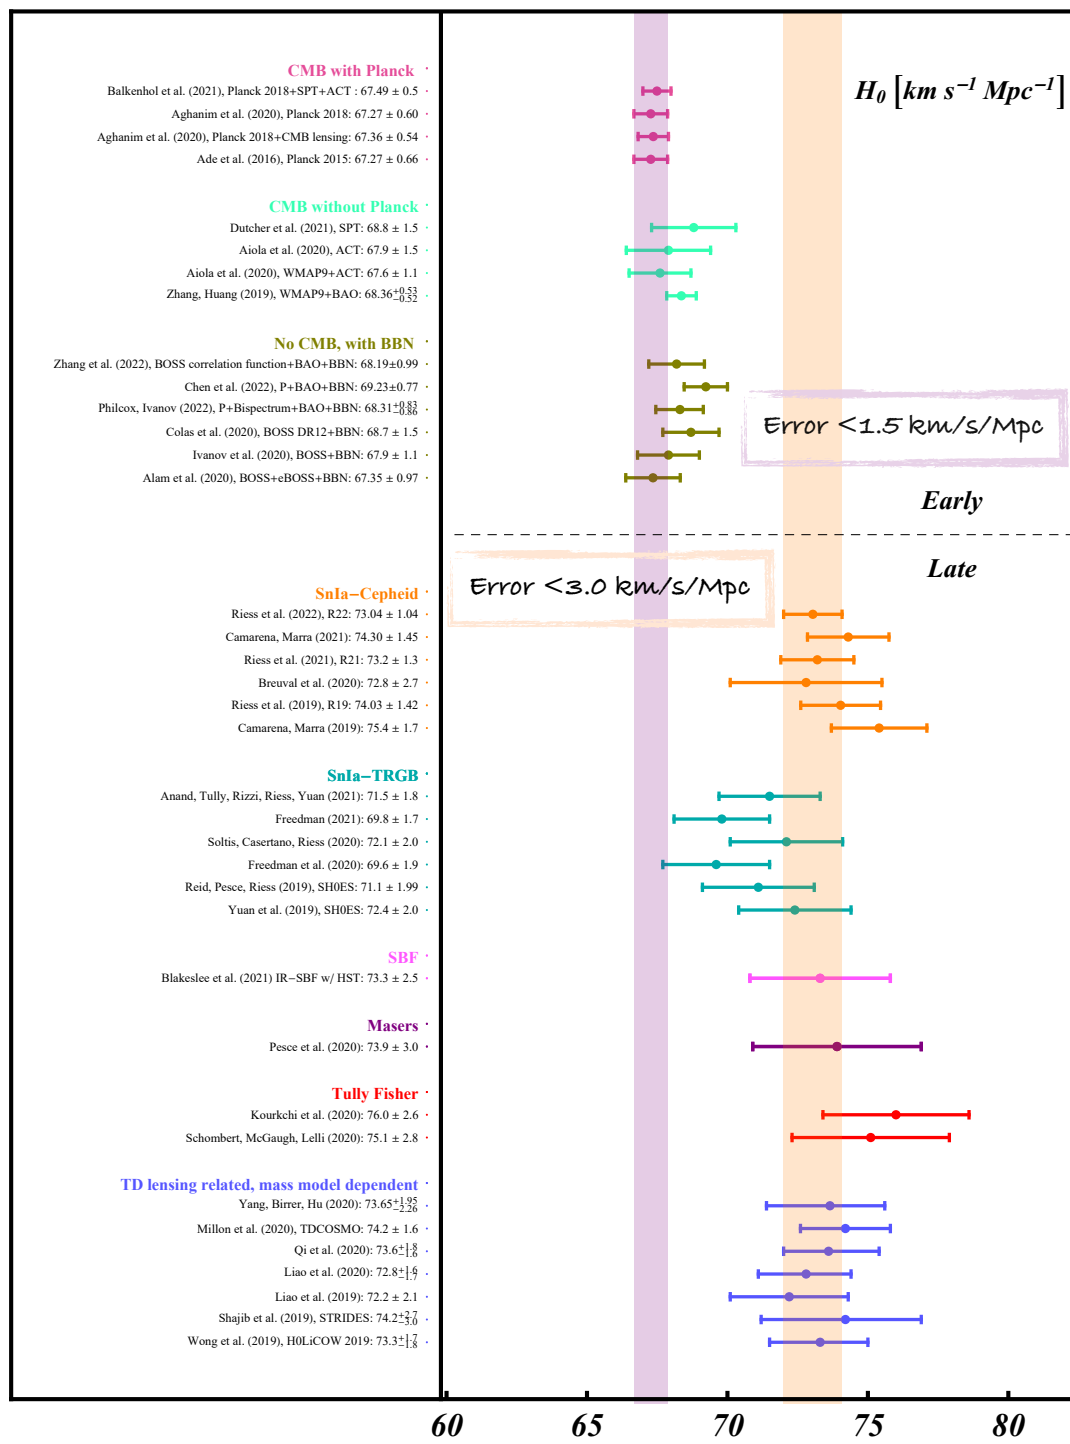 H₀ [km s⁻¹ Mpc⁻¹]
CMB with Planck
Balkenhol et al. (2021), Planck 2018+SPT+ACT : 67.49 ± 0.5
Aghanim et al. (2020), Planck 2018: 67.27 ± 0.60
Aghanim et al. (2020), Planck 2018+CMB lensing: 67.36 ± 0.54
Ade et al. (2016), Planck 2015: 67.27 ± 0.66
CMB without Planck
Dutcher et al. (2021), SPT: 68.8 ± 1.5
Aiola et al. (2020), ACT: 67.9 ± 1.5
Aiola et al. (2020), WMAP9+ACT: 67.6 ± 1.1
Zhang, Huang (2019), WMAP9+BAO: 68.36+0.53−0.52
No CMB, with BBN
Zhang et al. (2022), BOSS correlation function+BAO+BBN: 68.19±0.99
Chen et al. (2022), P+BAO+BBN: 69.23±0.77
Philcox, Ivanov (2022), P+Bispectrum+BAO+BBN: 68.31+0.83−0.86
Colas et al. (2020), BOSS DR12+BBN: 68.7 ± 1.5
Ivanov et al. (2020), BOSS+BBN: 67.9 ± 1.1
Alam et al. (2020), BOSS+eBOSS+BBN: 67.35 ± 0.97
Error <1.5 km/s/Mpc
Early
Late
Error <3.0 km/s/Mpc
SnIa−Cepheid
Riess et al. (2022), R22: 73.04 ± 1.04
Camarena, Marra (2021): 74.30 ± 1.45
Riess et al. (2021), R21: 73.2 ± 1.3
Breuval et al. (2020): 72.8 ± 2.7
Riess et al. (2019), R19: 74.03 ± 1.42
Camarena, Marra (2019): 75.4 ± 1.7
SnIa−TRGB
Anand, Tully, Rizzi, Riess, Yuan (2021): 71.5 ± 1.8
Freedman (2021): 69.8 ± 1.7
Soltis, Casertano, Riess (2020): 72.1 ± 2.0
Freedman et al. (2020): 69.6 ± 1.9
Reid, Pesce, Riess (2019), SH0ES: 71.1 ± 1.99
Yuan et al. (2019), SH0ES: 72.4 ± 2.0
SBF
Blakeslee et al. (2021) IR−SBF w/ HST: 73.3 ± 2.5
Masers
Pesce et al. (2020): 73.9 ± 3.0
Tully Fisher
Kourkchi et al. (2020): 76.0 ± 2.6
Schombert, McGaugh, Lelli (2020): 75.1 ± 2.8
TD lensing related, mass model dependent
Yang, Birrer, Hu (2020): 73.65+1.95−2.26
Millon et al. (2020), TDCOSMO: 74.2 ± 1.6
Qi et al. (2020): 73.6+1.8−1.6
Liao et al. (2020): 72.8+1.6−1.7
Liao et al. (2019): 72.2 ± 2.1
Shajib et al. (2019), STRIDES: 74.2+2.7−3.0
Wong et al. (2019), H0LiCOW 2019: 73.3+1.7−1.8
60 65 70 75 80